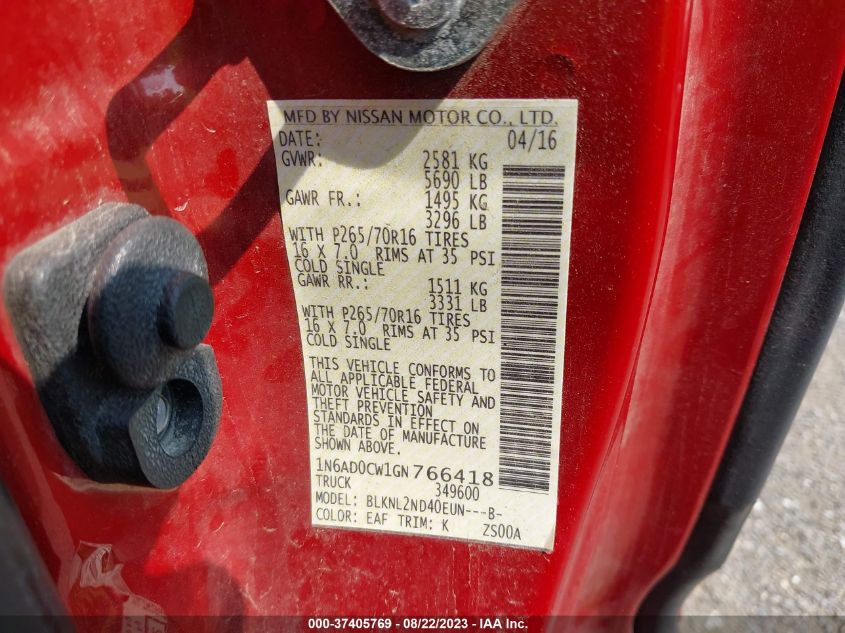 MFD BY NISSAN MOTOR CO., LTD.
DATE: 04/16
GVWR: 2581 KG
5690 LB
GAWR FR.: 1495 KG
3296 LB
WITH P265/70R16 TIRES
16 X 7.0 RIMS AT 35 PSI
COLD SINGLE
GAWR RR.: 1511 KG
3331 LB
WITH P265/70R16 TIRES
16 X 7.0 RIMS AT 35 PSI
COLD SINGLE
THIS VEHICLE CONFORMS TO
ALL APPLICABLE FEDERAL
MOTOR VEHICLE SAFETY AND
THEFT PREVENTION
STANDARDS IN EFFECT ON
THE DATE OF MANUFACTURE
SHOWN ABOVE.
1N6AD0CW1GN766418
TRUCK 349600
MODEL: BLKNL2ND40EUN---B-
COLOR: EAF TRIM: K ZS00A
000-37405769 - 08/22/2023 - IAA Inc.